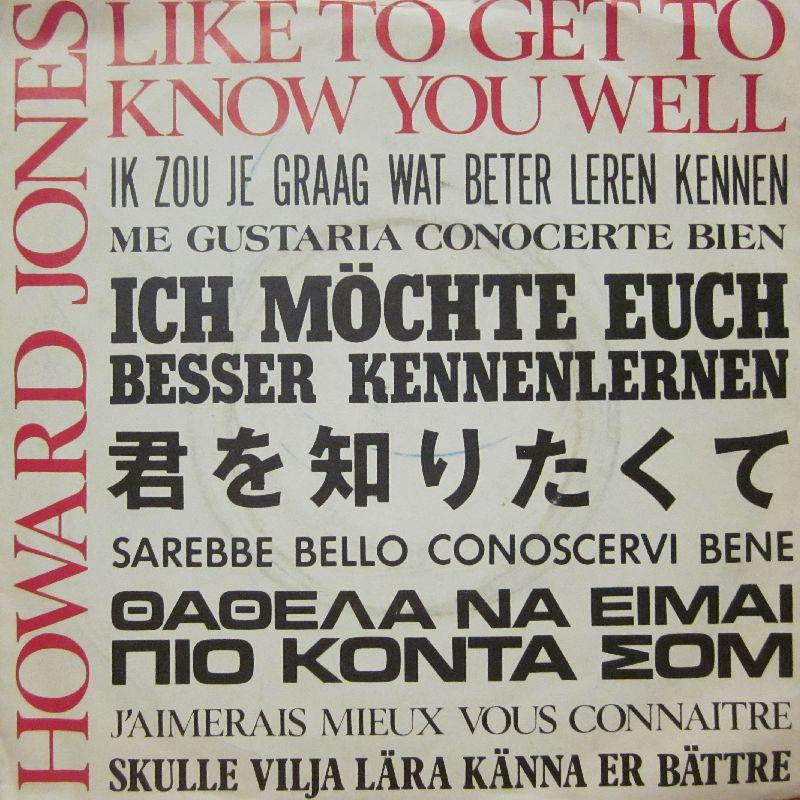 HOWARD JONES
LIKE TO GET TO
KNOW YOU WELL
IK ZOU JE GRAAG WAT BETER LEREN KENNEN
ME GUSTARIA CONOCERTE BIEN
ICH MÖCHTE EUCH
BESSER KENNENLERNEN
君を知りたくて
SAREBBE BELLO CONOSCERVI BENE
ΘΑΘΕΛΑ ΝΑ ΕΙΜΑΙ
ΠΙΟ ΚΟΝΤΑ ΣΟΜ
J'AIMERAIS MIEUX VOUS CONNAITRE
SKULLE VILJA LÄRA KÄNNA ER BÄTTRE